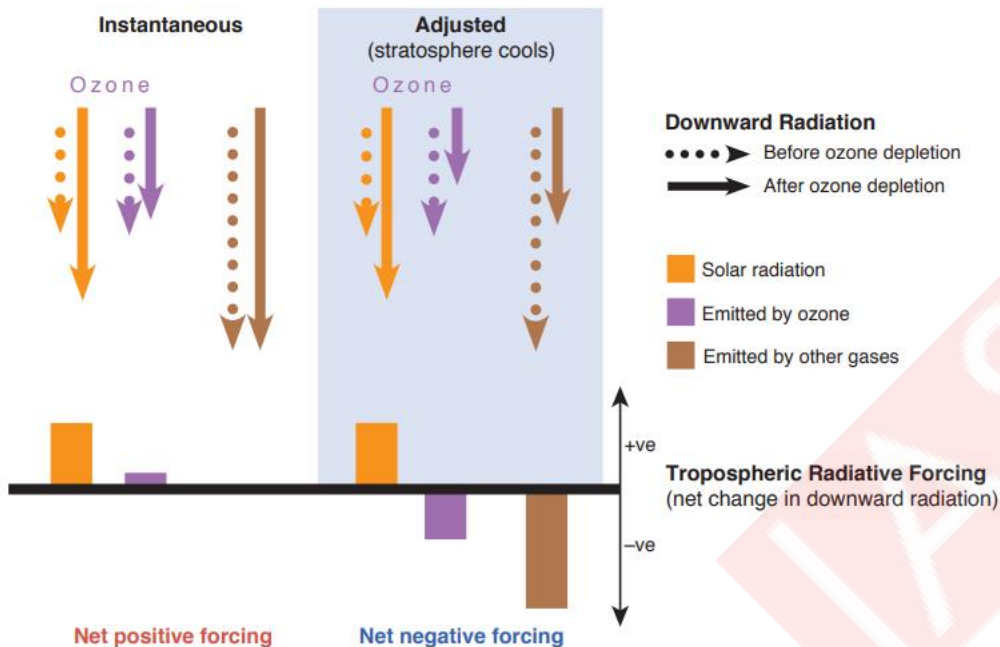 Instantaneous
Adjusted
(stratosphere cools)
Ozone
Ozone
Downward Radiation
Before ozone depletion
After ozone depletion
Solar radiation
Emitted by ozone
Emitted by other gases
+ve
–ve
Tropospheric Radiative Forcing
(net change in downward radiation)
Net positive forcing
Net negative forcing
IAS